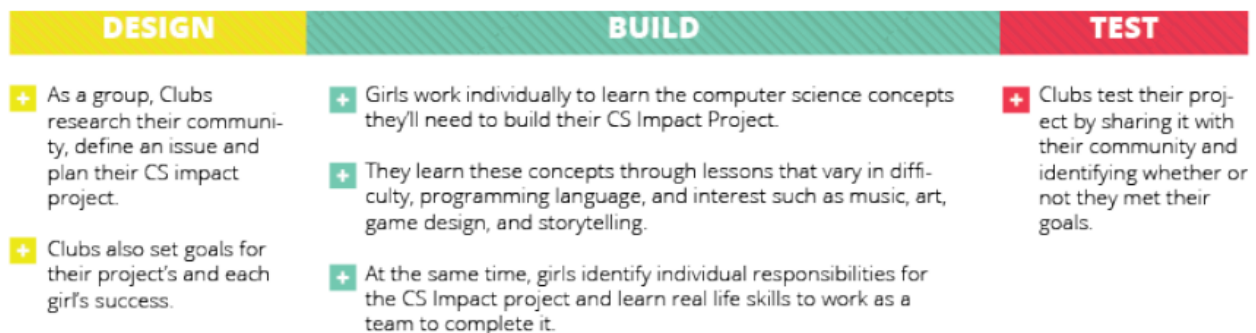 DESIGN
As a group, Clubs
research their communi-
ty, define an issue and
plan their CS impact
project.
Clubs also set goals for
their project's and each
girl's success.
BUILD
Girls work individually to learn the computer science concepts
they'll need to build their CS Impact Project.
They learn these concepts through lessons that vary in diffi-
culty, programming language, and interest such as music, art,
game design, and storytelling.
At the same time, girls identify individual responsibilities for
the CS Impact project and learn real life skills to work as a
team to complete it.
TEST
Clubs test their proj-
ect by sharing it with
their community and
identifying whether or
not they met their
goals.